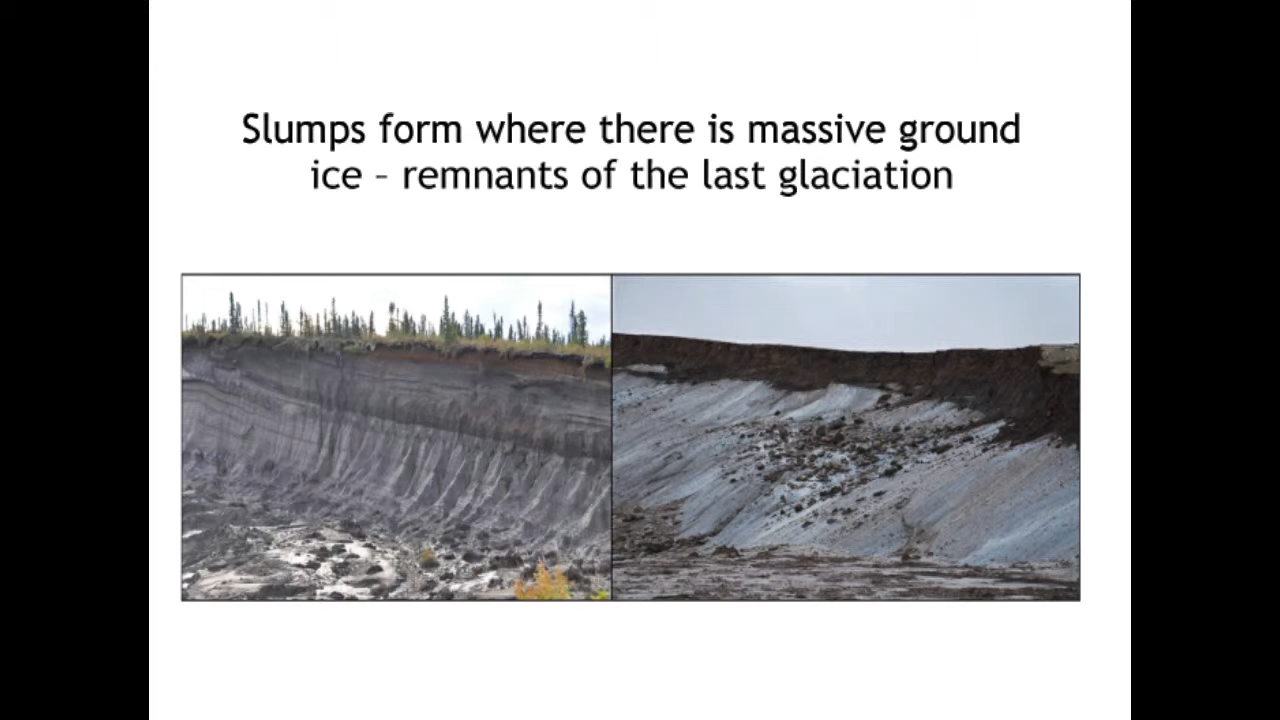 Slumps form where there is massive ground
ice – remnants of the last glaciation